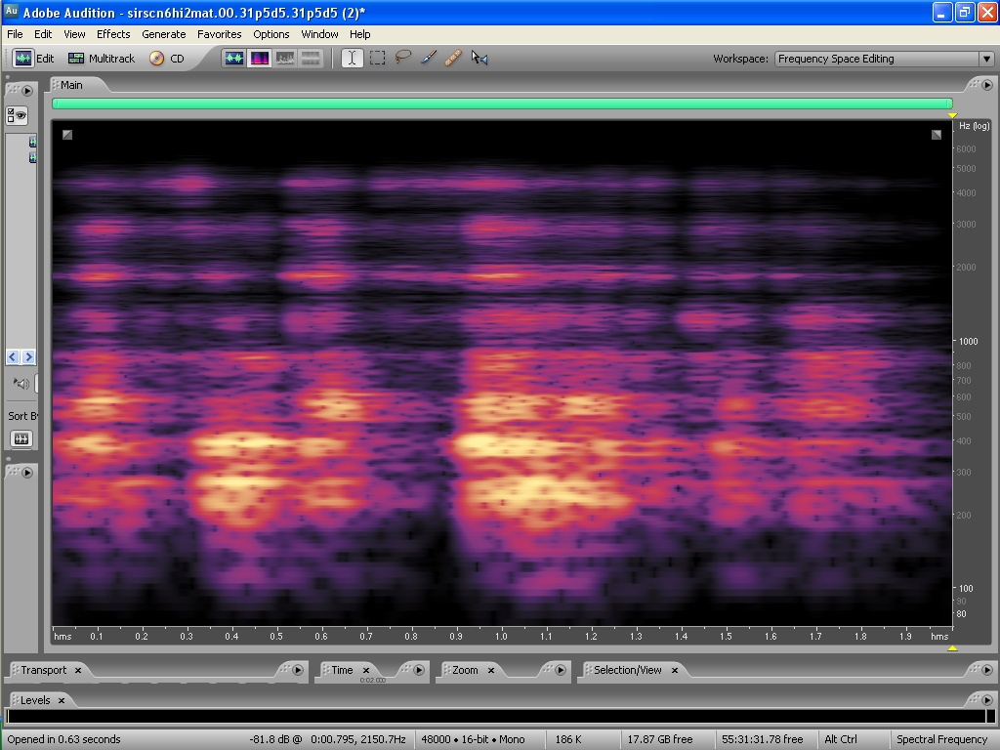 Au Adobe Audition - sirscn6hi2mat.00.31p5d5.31p5d5 (2)*
File Edit View Effects Generate Favorites Options Window Help
Edit Multitrack CD Workspace: Frequency Space Editing
Main
Hz (log)
6000
5000
4000
3000
2000
1000
800
700
600
500
400
300
200
100
90
80
Sort By
hms 0.1 0.2 0.3 0.4 0.5 0.6 0.7 0.8 0.9 1.0 1.1 1.2 1.3 1.4 1.5 1.6 1.7 1.8 1.9 hms
Transport × Time × Zoom × Selection/View ×
0:02.000
Levels ×
Opened in 0.63 seconds -81.8 dB @ 0:00.795, 2150.7Hz 48000 • 16-bit • Mono 186 K 17.87 GB free 55:31:31.78 free Alt Ctrl Spectral Frequency